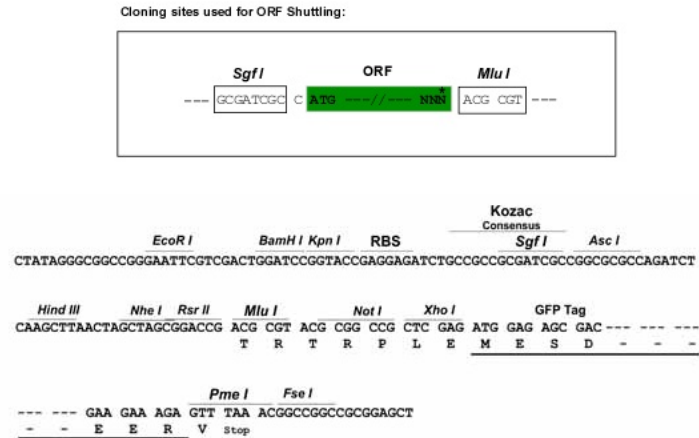 Cloning sites used for ORF Shuttling:
Sgf I ORF Mlu I
--- GCGATCGC C ATG ---//--- NNN* ACG CGT ---
Kozac
Consensus
EcoR I BamH I Kpn I RBS Sgf I Asc I
CTATAGGGCGGCCGGGAATTCGTCGACTGGATCCGGTACCGAGGAGATCTGCCGCCGCGATCGCCGGCGCGCCAGATCT
Hind III Nhe I Rsr II Mlu I Not I Xho I GFP Tag
CAAGCTTAACTAGCTAGCGGACCG ACG CGT ACG CGG CCG CTC GAG ATG GAG AGC GAC --- --- ---
T R T R P L E M E S D - - -
Pme I Fse I
--- --- GAA GAA AGA GTT TAA ACGGCCGGCCGCGGAGCT
- - E E R V Stop